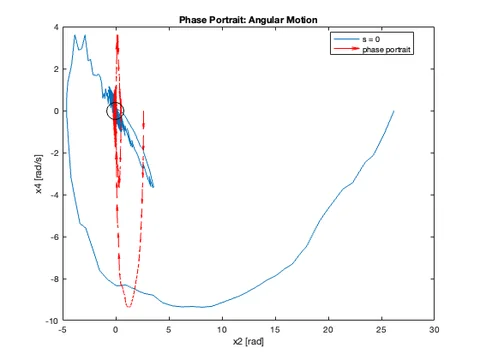 Phase Portrait: Angular Motion
s = 0
phase portrait
4
2
0
-2
-4
-6
-8
-10
x4 [rad/s]
-5 0 5 10 15 20 25 30
x2 [rad]